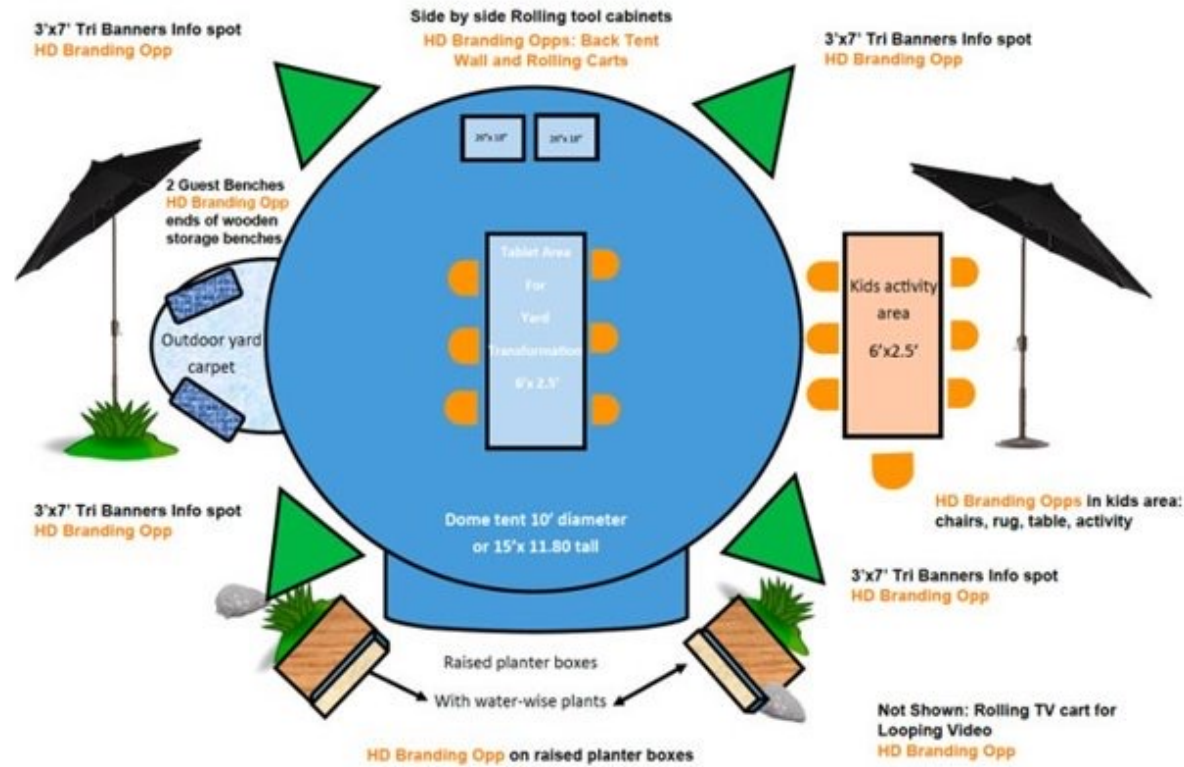 Side by side Rolling tool cabinets
HD Branding Opps: Back Tent
Wall and Rolling Carts
3'x7' Tri Banners Info spot
HD Branding Opp
3'x7' Tri Banners Info spot
HD Branding Opp
2 Guest Benches
HD Branding Opp
ends of wooden
storage benches
Outdoor yard
carpet
Tablet Area
For
Yard
Transformation
6'x 2.5'
Kids activity
area
6'x2.5'
3'x7' Tri Banners Info spot
HD Branding Opp
Dome tent 10' diameter
or 15'x 11.80 tall
HD Branding Opps in kids area:
chairs, rug, table, activity
3'x7' Tri Banners Info spot
HD Branding Opp
Raised planter boxes
With water-wise plants
HD Branding Opp on raised planter boxes
Not Shown: Rolling TV cart for
Looping Video
HD Branding Opp